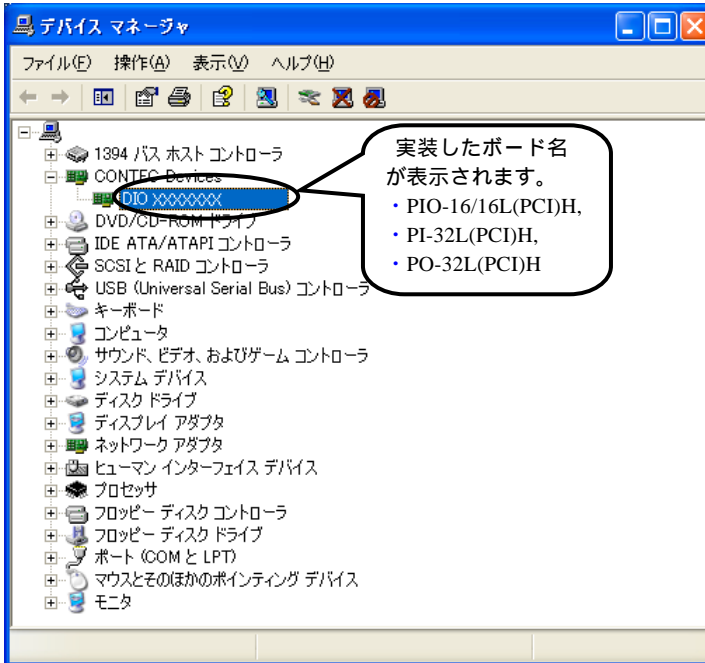 デバイス マネージャ
ファイル(F) 操作(A) 表示(V) ヘルプ(H)
1394 バス ホスト コントローラ
CONTEC Devices
DIO XXXXXXXX
DVD/CD-ROM ドライブ
IDE ATA/ATAPI コントローラ
SCSI と RAID コントローラ
USB (Universal Serial Bus) コントローラ
キーボード
コンピュータ
サウンド、ビデオ、およびゲーム コントローラ
システム デバイス
ディスク ドライブ
ディスプレイ アダプタ
ネットワーク アダプタ
ヒューマン インターフェイス デバイス
プロセッサ
フロッピー ディスク コントローラ
フロッピー ディスク ドライブ
ポート (COM と LPT)
マウスとそのほかのポインティング デバイス
モニタ
実装したボード名
が表示されます。
・PIO-16/16L(PCI)H,
・PI-32L(PCI)H,
・PO-32L(PCI)H